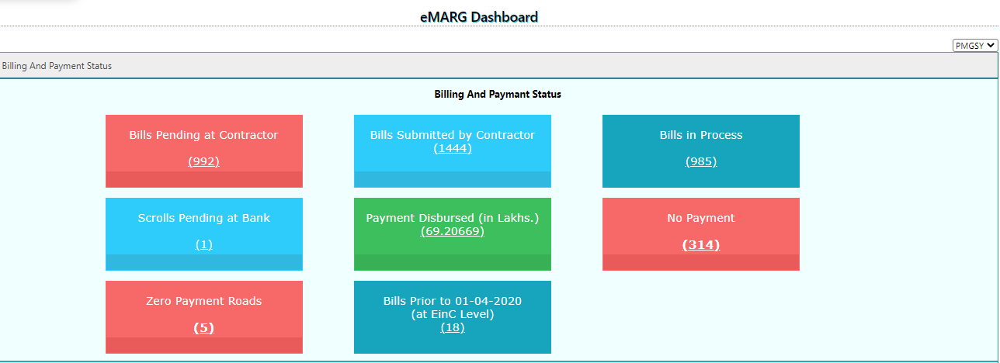 eMARG Dashboard
PMGSY
Billing And Payment Status
Billing And Paymant Status
Bills Pending at Contractor
(992)
Bills Submitted by Contractor
(1444)
Bills in Process
(985)
Scrolls Pending at Bank
(1)
Payment Disbursed (in Lakhs.)
(69.20669)
No Payment
(314)
Zero Payment Roads
(5)
Bills Prior to 01-04-2020
(at EinC Level)
(18)